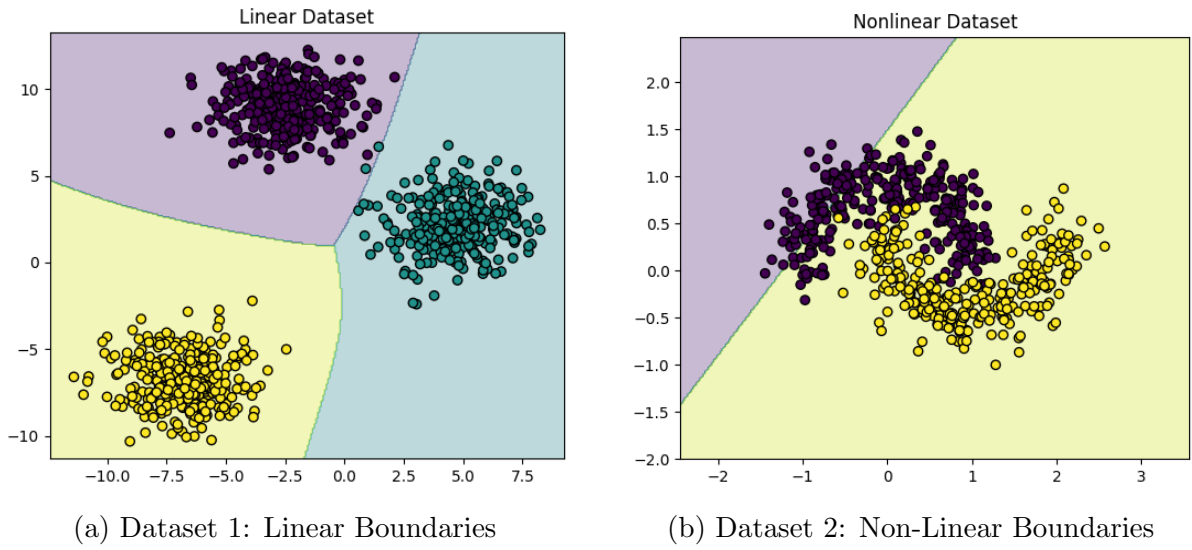 Linear Dataset
10
5
0
−5
−10
−10.0 −7.5 −5.0 −2.5 0.0 2.5 5.0 7.5
(a) Dataset 1: Linear Boundaries
Nonlinear Dataset
2.0
1.5
1.0
0.5
0.0
−0.5
−1.0
−1.5
−2.0
−2 −1 0 1 2 3
(b) Dataset 2: Non-Linear Boundaries